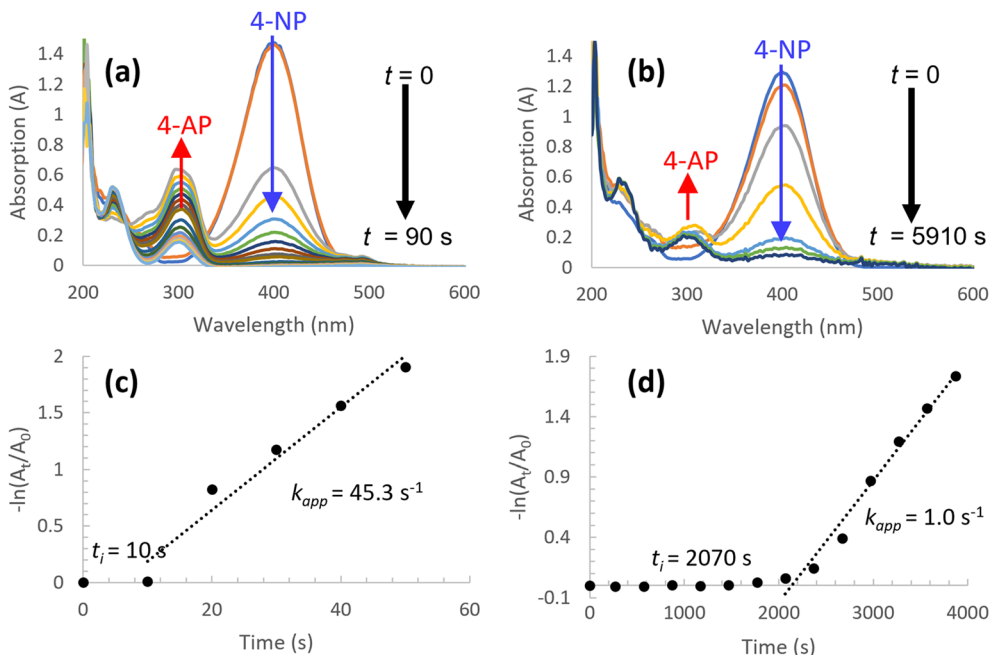 4-NP
(a)
t = 0
4-AP
t = 90 s
Absorption (A)
1.4
1.2
1
0.8
0.6
0.4
0.2
0
200
300
400
500
600
Wavelength (nm)
4-NP
(b)
t = 0
4-AP
t = 5910 s
Absorption (A)
1.4
1.2
1
0.8
0.6
0.4
0.2
0
200
300
400
500
600
Wavelength (nm)
(c)
-ln(At/A0)
2
1.5
1
0.5
0
kapp = 45.3 s-1
ti = 10 s
0
20
40
60
Time (s)
(d)
-ln(At/A0)
1.9
1.4
0.9
0.4
-0.1
kapp = 1.0 s-1
ti = 2070 s
0
1000
2000
3000
4000
Time (s)